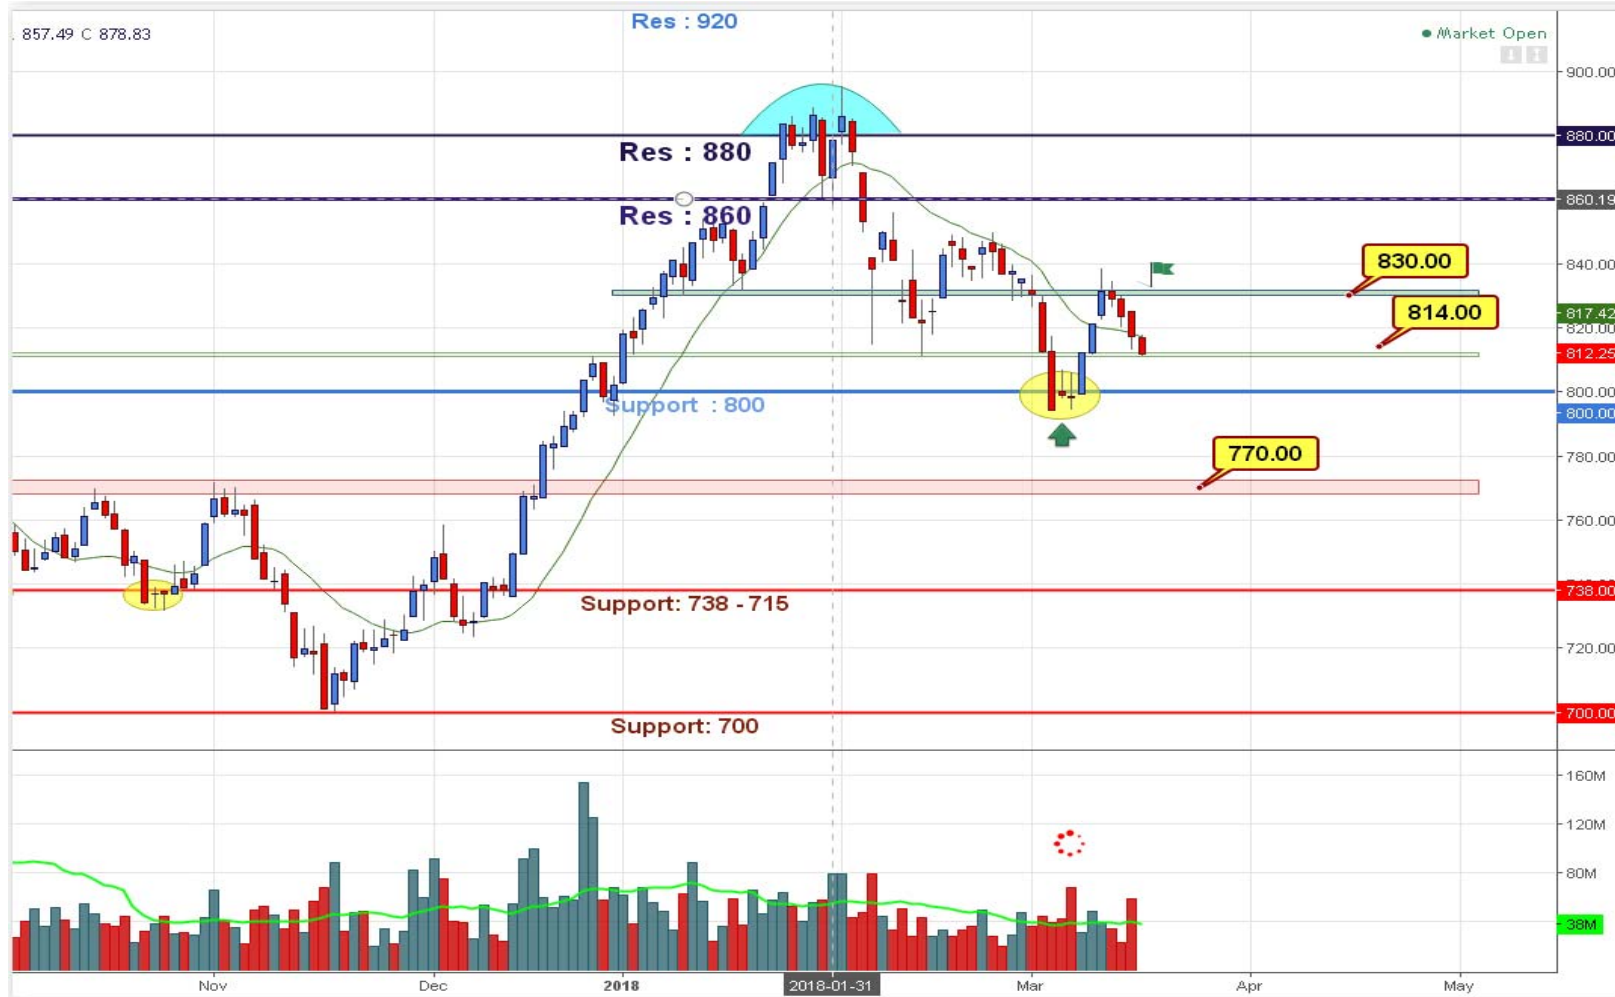 Res : 920
857.49 C 878.83
Market Open
900.00
880.00
Res : 880
860.19
Res : 860
840.00
830.00
814.00
817.42
820.00
812.25
800.00
Support : 800
800.00
780.00
770.00
760.00
738.00
Support: 738 - 715
720.00
700.00
Support: 700
160M
120M
80M
38M
Nov
Dec
2018
2018-01-31
Mar
Apr
May